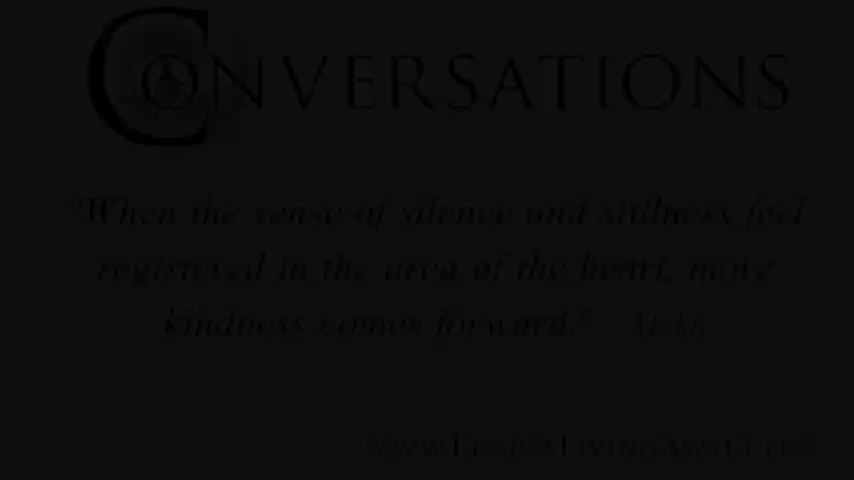 CONVERSATIONS
"When the sense of silence and stillness feel
registered in the area of the heart, more
kindness comes forward."